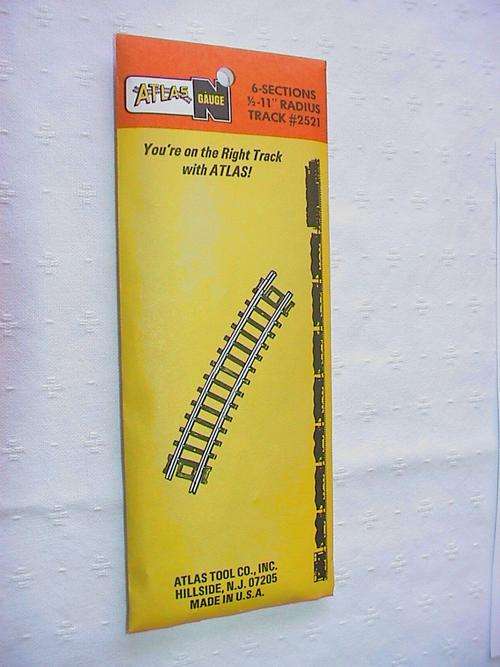 ATLAS
N
GAUGE
6-SECTIONS
½-11" RADIUS
TRACK #2521
You're on the Right Track
with ATLAS!
ATLAS TOOL CO., INC.
HILLSIDE, N.J. 07205
MADE IN U.S.A.